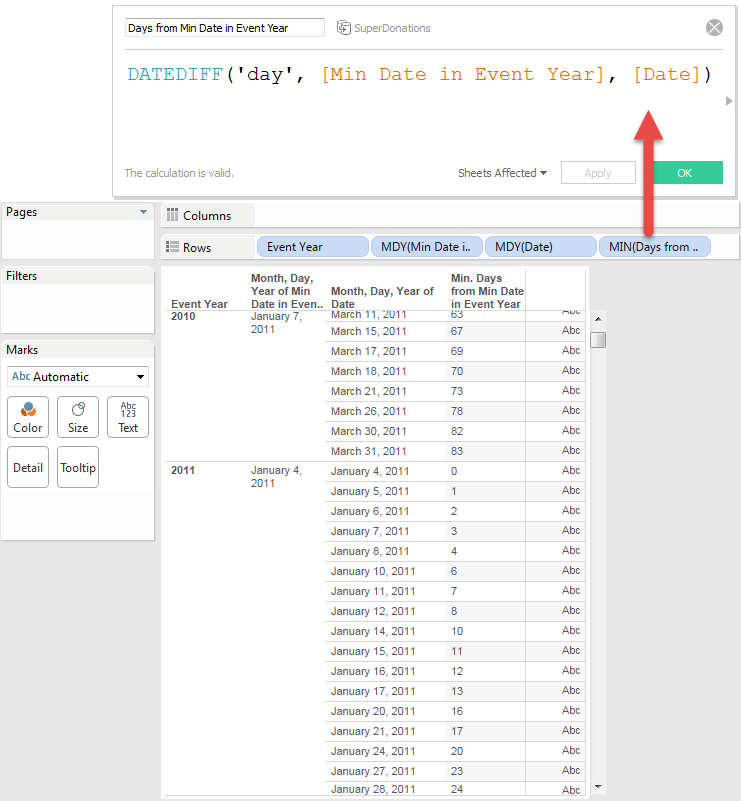 Days from Min Date in Event Year
SuperDonations
DATEDIFF('day', [Min Date in Event Year], [Date])
The calculation is valid.
Sheets Affected
Apply
OK
Pages
Columns
Rows
Event Year
MDY(Min Date i..
MDY(Date)
MIN(Days from ..
Filters
Marks
Abc Automatic
Color
Size
Abc
123
Text
Detail
Tooltip
Event Year
Month, Day,
Year of Min
Date in Even..
Month, Day, Year of
Date
Min. Days
from Min Date
in Event Year
2010
January 7,
2011
March 11, 2011 63 Abc
March 15, 2011 67 Abc
March 17, 2011 69 Abc
March 18, 2011 70 Abc
March 21, 2011 73 Abc
March 26, 2011 78 Abc
March 30, 2011 82 Abc
March 31, 2011 83 Abc
2011
January 4,
2011
January 4, 2011 0 Abc
January 5, 2011 1 Abc
January 6, 2011 2 Abc
January 7, 2011 3 Abc
January 8, 2011 4 Abc
January 10, 2011 6 Abc
January 11, 2011 7 Abc
January 12, 2011 8 Abc
January 14, 2011 10 Abc
January 15, 2011 11 Abc
January 16, 2011 12 Abc
January 17, 2011 13 Abc
January 20, 2011 16 Abc
January 21, 2011 17 Abc
January 24, 2011 20 Abc
January 27, 2011 23 Abc
January 28, 2011 24 Abc